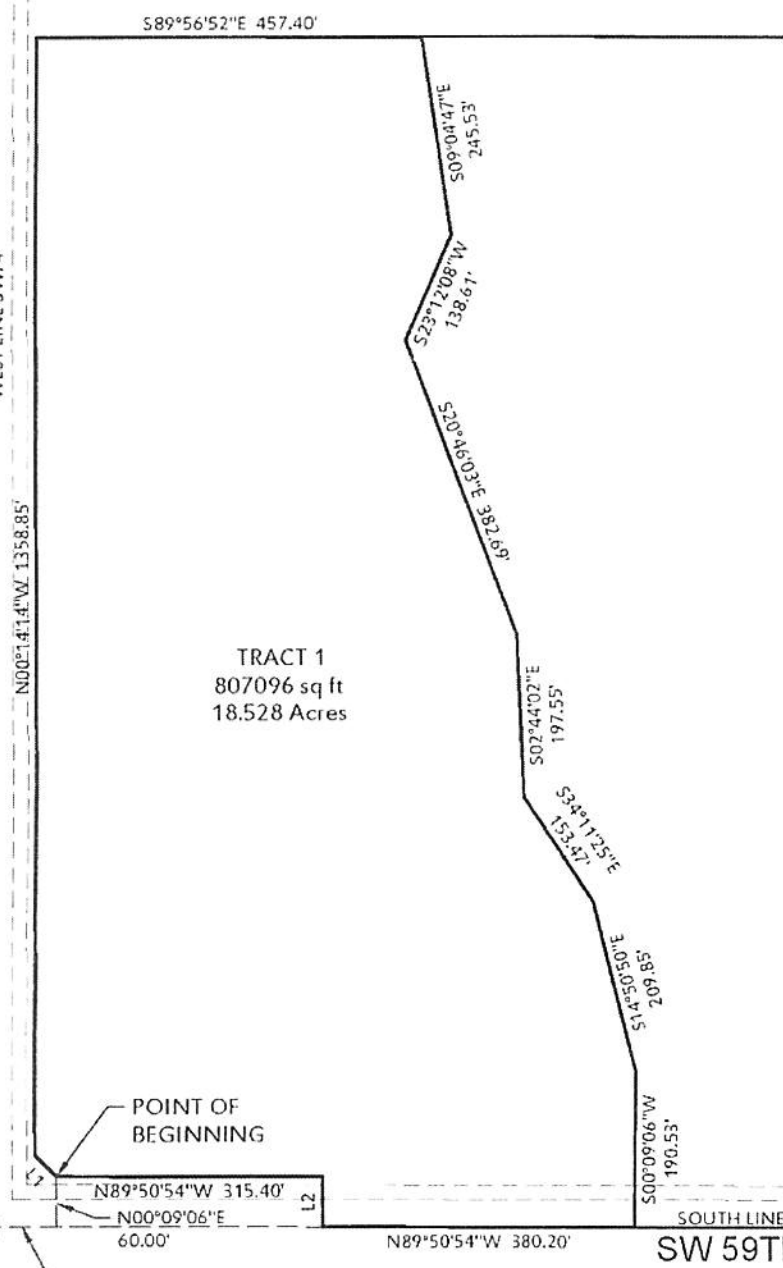 S89°56'52"E 457.40'
S09°04'47"E
245.53'
S23°12'08"W
138.61'
S20°46'03"E 382.69'
N00°14'14"W 1358.85'
TRACT 1
807096 sq ft
18.528 Acres
S02°44'02"E
197.55'
S34°11'25"E
153.47'
S14°50'50"E
209.85'
POINT OF
BEGINNING
S00°09'06"W
190.53'
L1
N89°50'54"W 315.40'
L2
N00°09'06"E
60.00'
N89°50'54"W 380.20'
SOUTH LINE
SW 59T